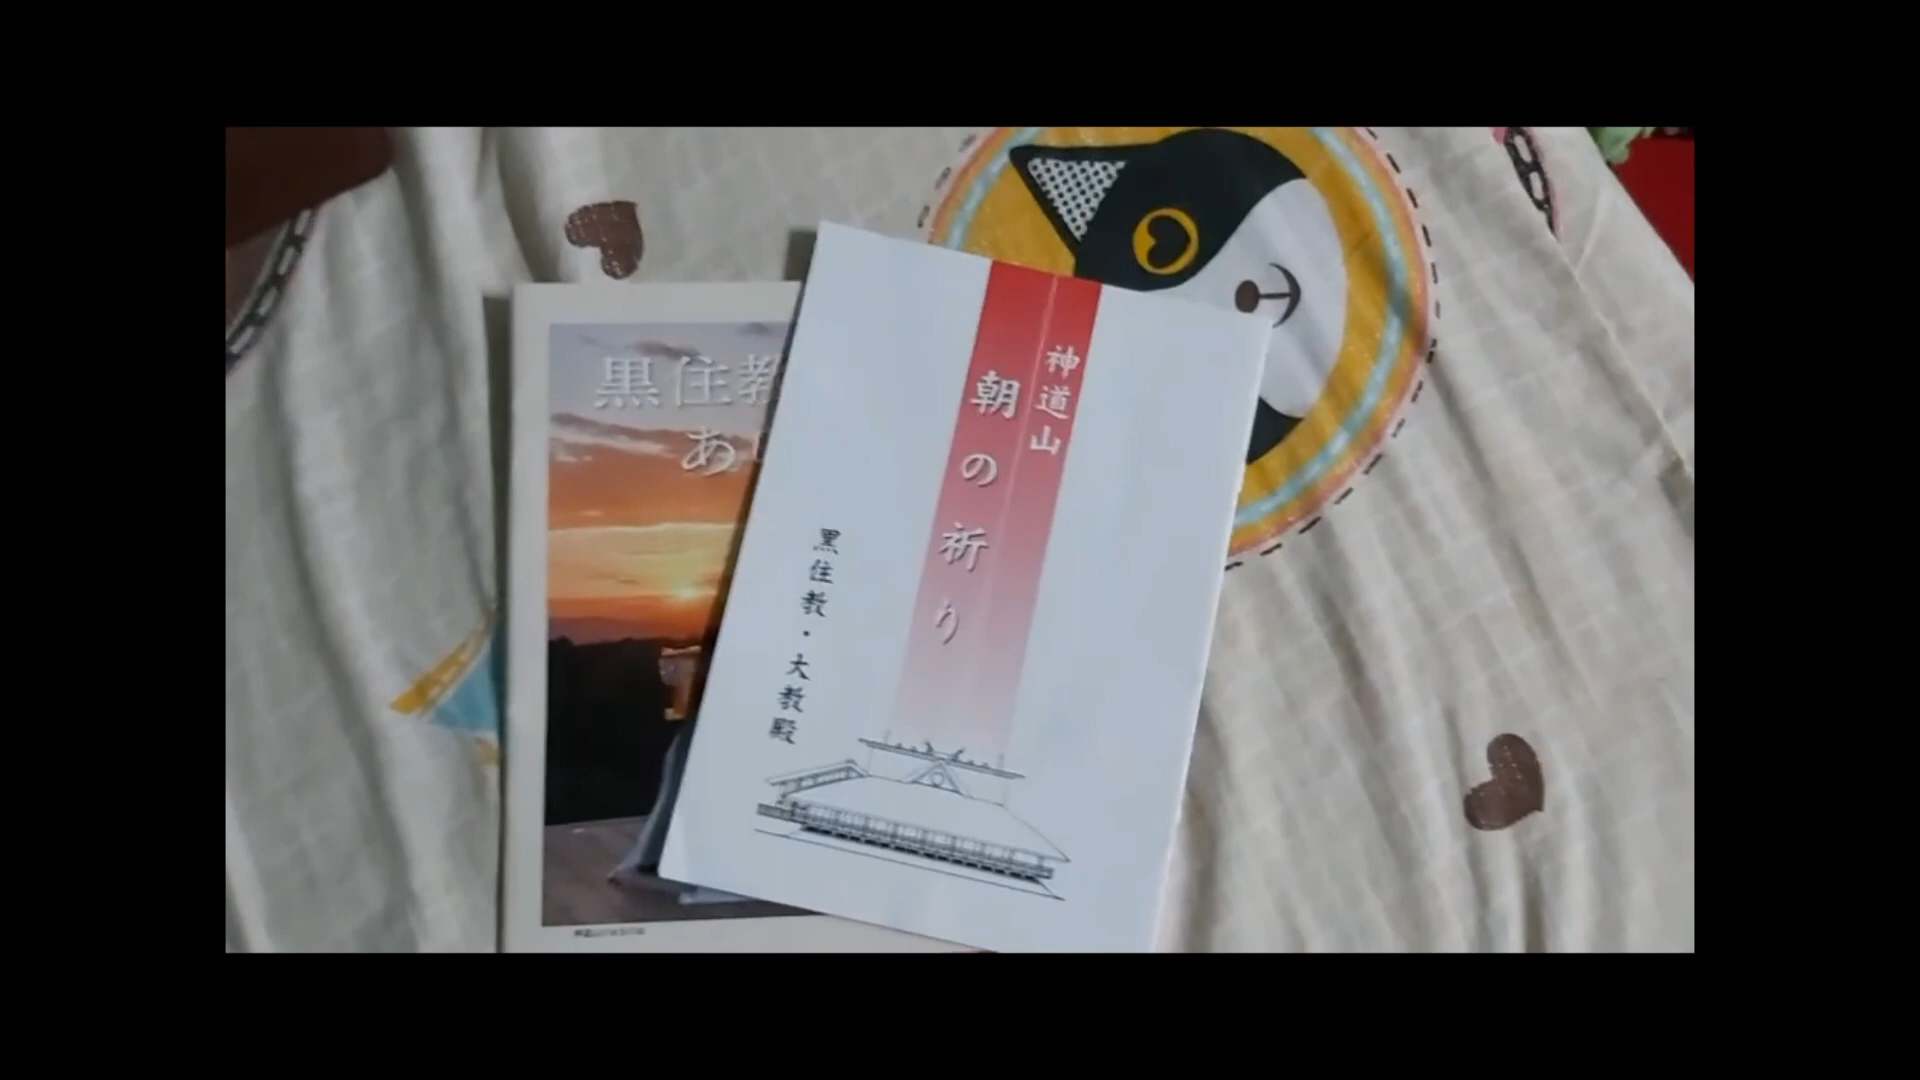 神道山
朝の祈り
黒住教・大教殿
黒住教
あ